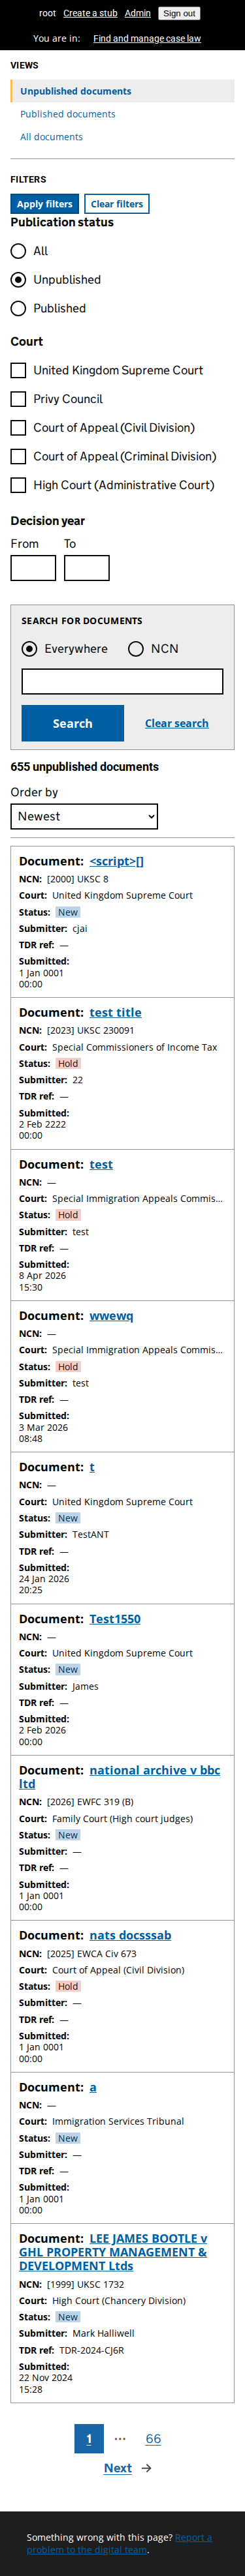 root Create a stub Admin Sign out
You are in: Find and manage case law
VIEWS
Unpublished documents
Published documents
All documents
FILTERS
Apply filters Clear filters
Publication status
All
Unpublished
Published
Court
United Kingdom Supreme Court
Privy Council
Court of Appeal (Civil Division)
Court of Appeal (Criminal Division)
High Court (Administrative Court)
Decision year
From To
SEARCH FOR DOCUMENTS
Everywhere NCN
Search Clear search
655 unpublished documents
Order by
Newest
Document: <script>[]
NCN: [2000] UKSC 8
Court: United Kingdom Supreme Court
Status: New
Submitter: cjai
TDR ref: —
Submitted:
1 Jan 0001
00:00
Document: test title
NCN: [2023] UKSC 230091
Court: Special Commissioners of Income Tax
Status: Hold
Submitter: 22
TDR ref: —
Submitted:
2 Feb 2222
00:00
Document: test
NCN: —
Court: Special Immigration Appeals Commis...
Status: Hold
Submitter: test
TDR ref: —
Submitted:
8 Apr 2026
15:30
Document: wwewq
NCN: —
Court: Special Immigration Appeals Commis...
Status: Hold
Submitter: test
TDR ref: —
Submitted:
3 Mar 2026
08:48
Document: t
NCN: —
Court: United Kingdom Supreme Court
Status: New
Submitter: TestANT
TDR ref: —
Submitted:
24 Jan 2026
20:25
Document: Test1550
NCN: —
Court: United Kingdom Supreme Court
Status: New
Submitter: James
TDR ref: —
Submitted:
2 Feb 2026
00:00
Document: national archive v bbc
ltd
NCN: [2026] EWFC 319 (B)
Court: Family Court (High court judges)
Status: New
Submitter: —
TDR ref: —
Submitted:
1 Jan 0001
00:00
Document: nats docsssab
NCN: [2025] EWCA Civ 673
Court: Court of Appeal (Civil Division)
Status: Hold
Submitter: —
TDR ref: —
Submitted:
1 Jan 0001
00:00
Document: a
NCN: —
Court: Immigration Services Tribunal
Status: New
Submitter: —
TDR ref: —
Submitted:
1 Jan 0001
00:00
Document: LEE JAMES BOOTLE v
GHL PROPERTY MANAGEMENT &
DEVELOPMENT Ltds
NCN: [1999] UKSC 1732
Court: High Court (Chancery Division)
Status: New
Submitter: Mark Halliwell
TDR ref: TDR-2024-CJ6R
Submitted:
22 Nov 2024
15:28
1 ... 66
Next →
Something wrong with this page? Report a
problem to the digital team.